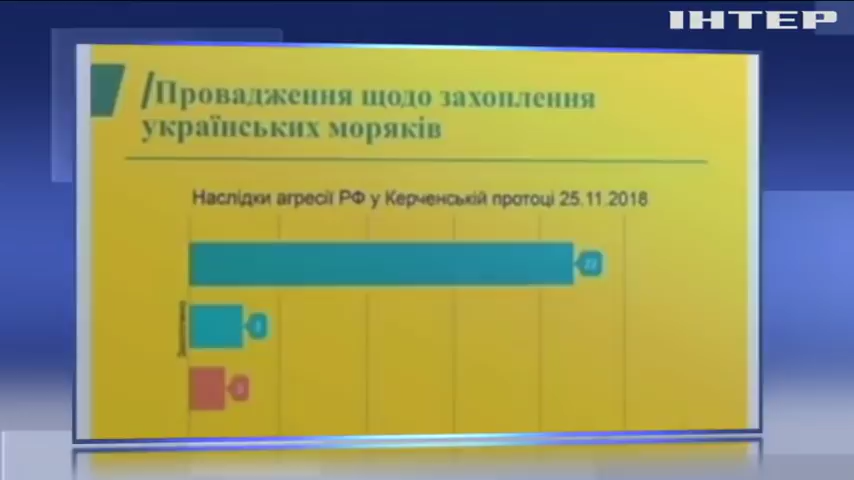 ІНТЕР
/Провадження щодо захоплення
українських моряків
Наслідки агресії РФ у Керченській протоці 25.11.2018